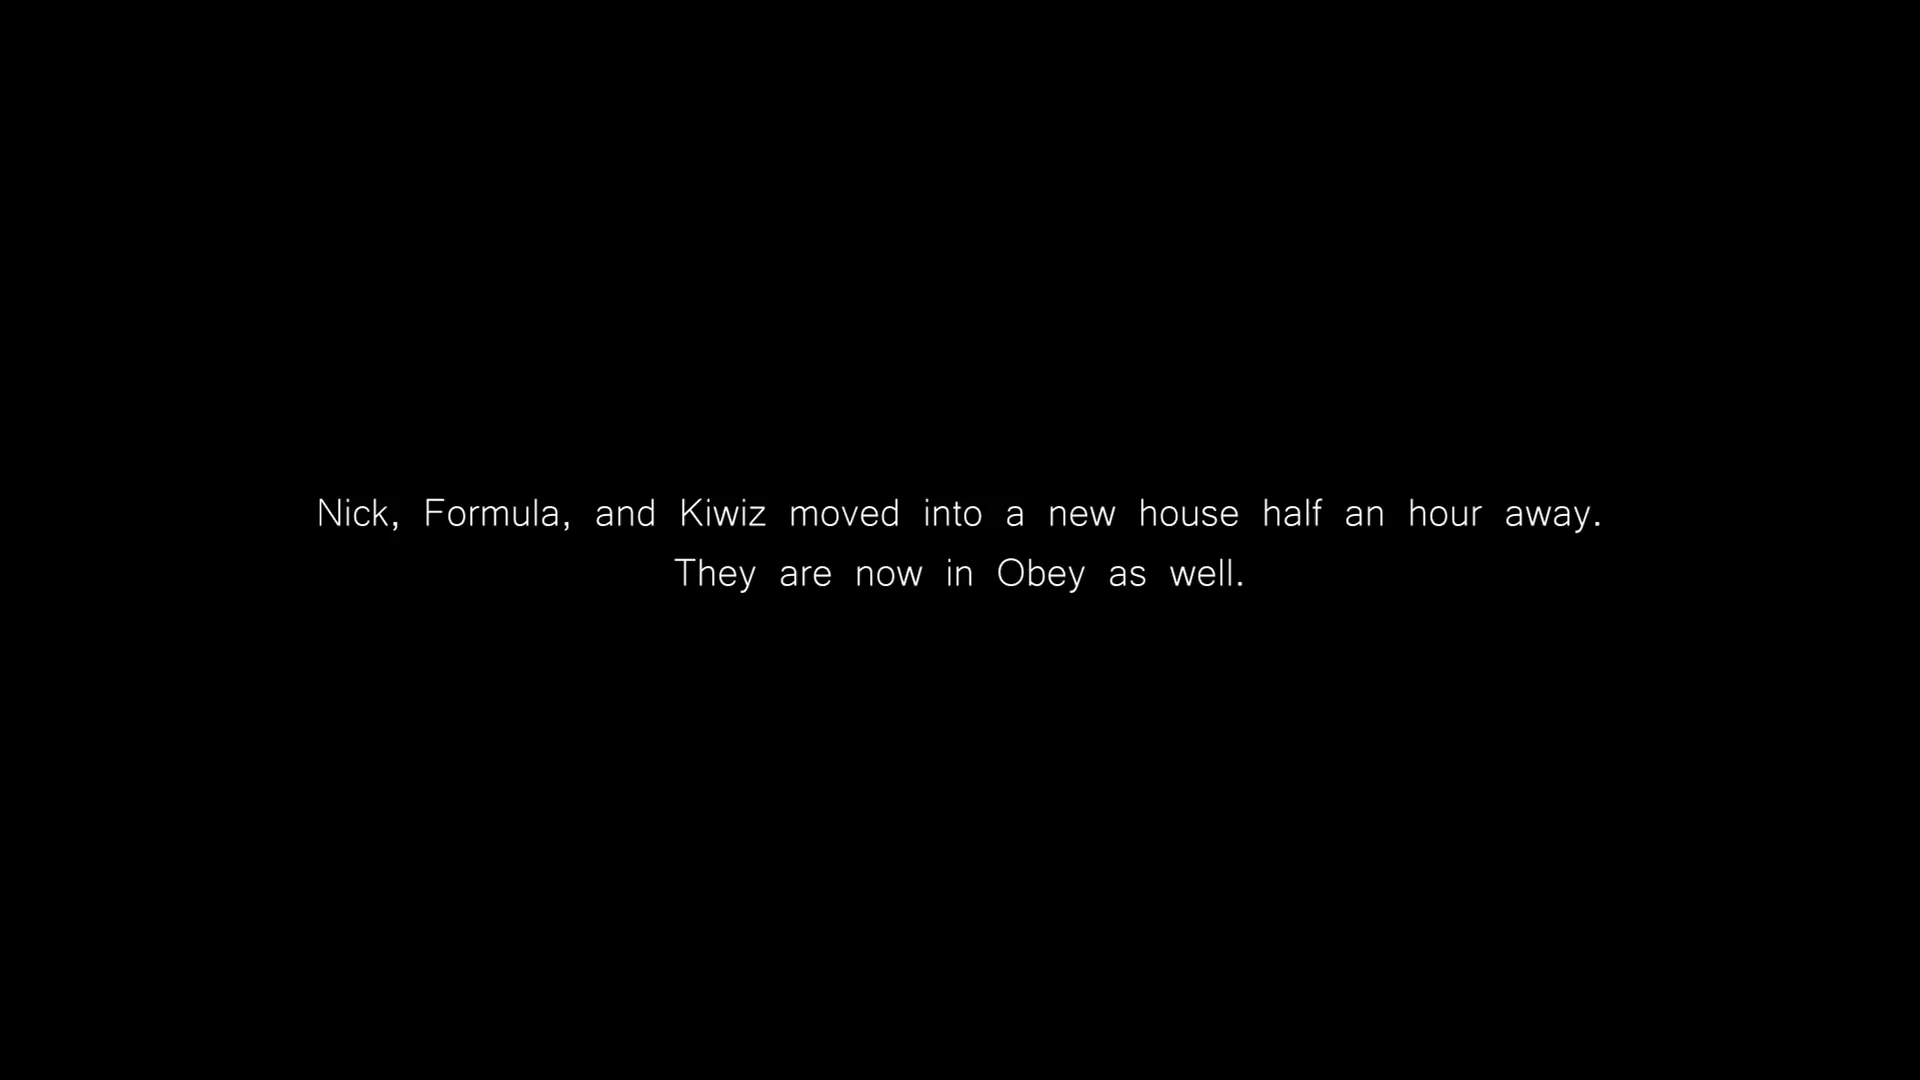 Nick, Formula, and Kiwiz moved into a new house half an hour away.
They are now in Obey as well.